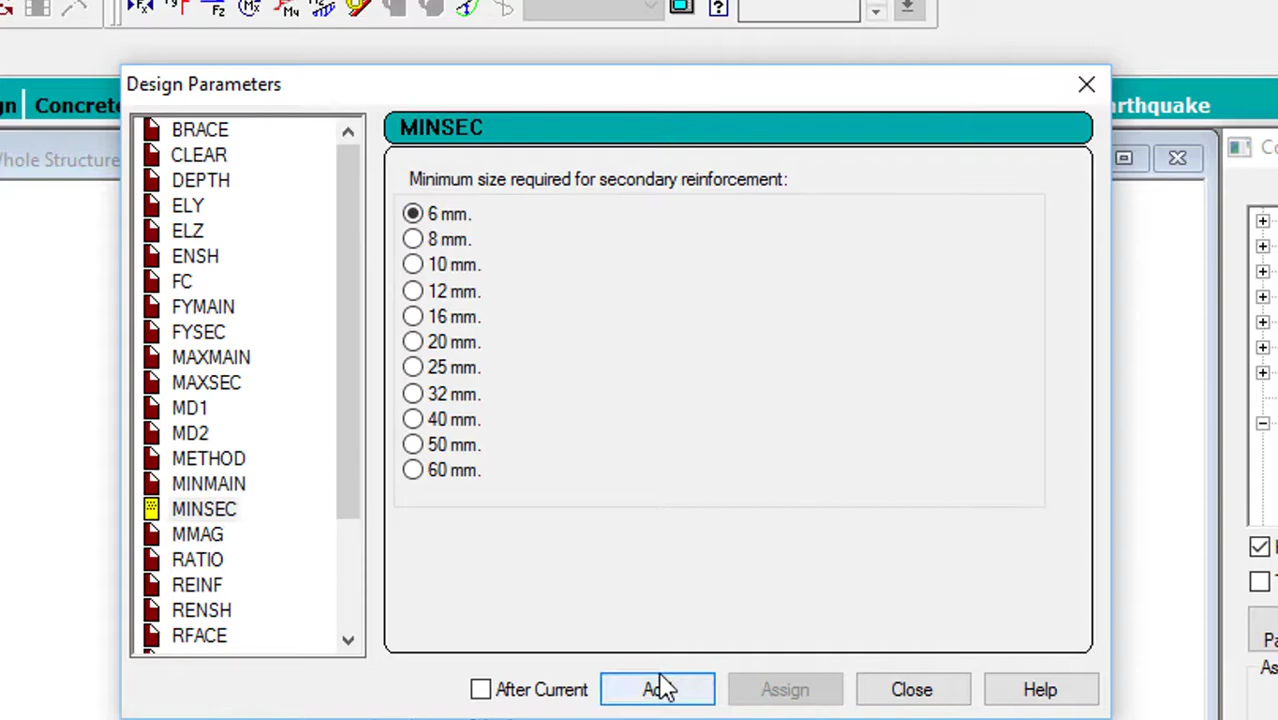 Design Parameters
Concrete
rthquake
hole Structure
BRACE
CLEAR
DEPTH
ELY
ELZ
ENSH
FC
FYMAIN
FYSEC
MAXMAIN
MAXSEC
MD1
MD2
METHOD
MINMAIN
MINSEC
MMAG
RATIO
REINF
RENSH
RFACE
MINSEC
Minimum size required for secondary reinforcement:
6 mm.
8 mm.
10 mm.
12 mm.
16 mm.
20 mm.
25 mm.
32 mm.
40 mm.
50 mm.
60 mm.
After Current
Assign
Close
Help